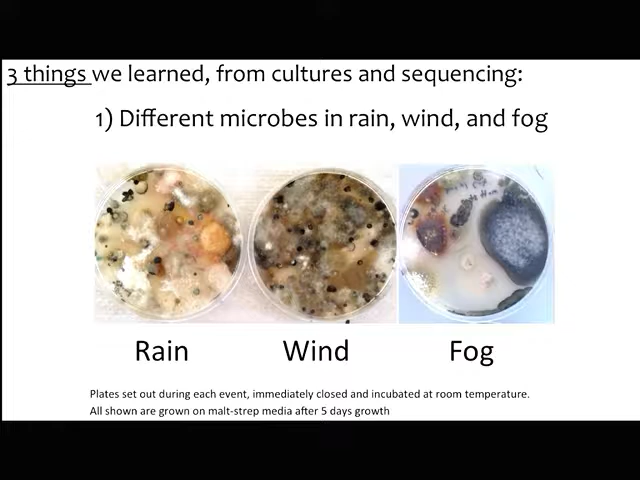 3 things we learned, from cultures and sequencing:
1) Different microbes in rain, wind, and fog
Rain Wind Fog
Plates set out during each event, immediately closed and incubated at room temperature.
All shown are grown on malt-strep media after 5 days growth